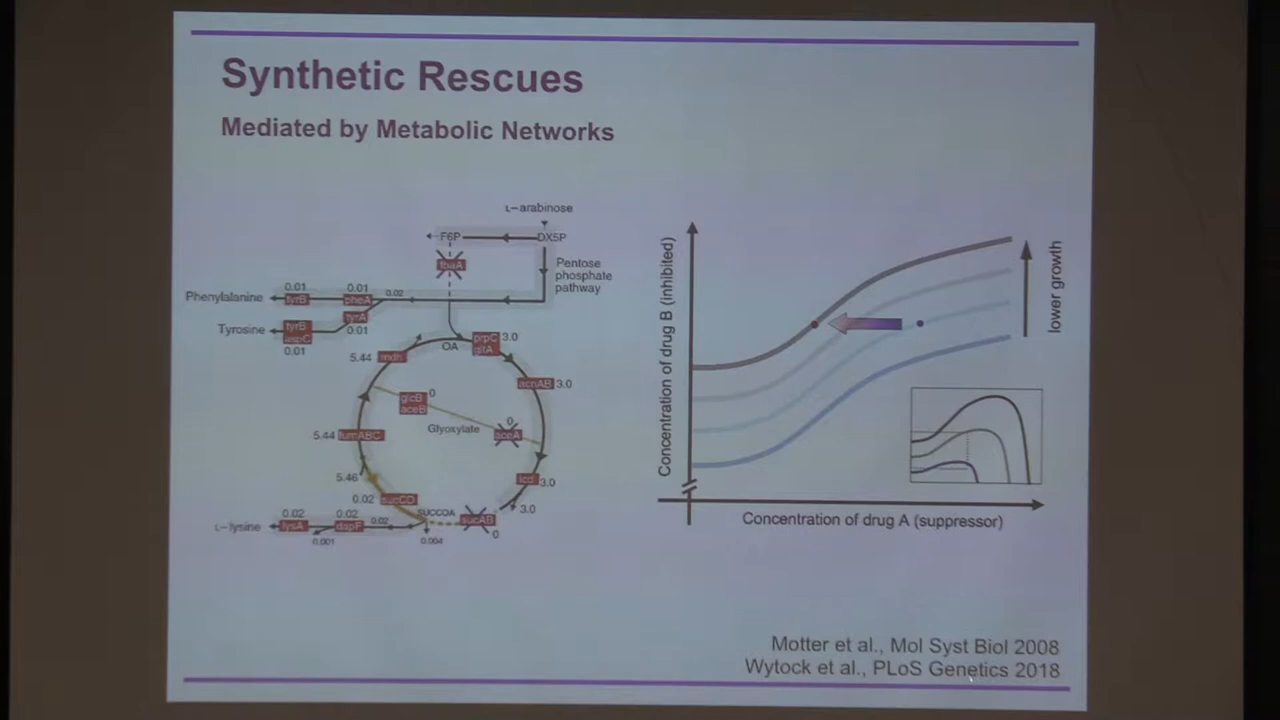 Synthetic Rescues
Mediated by Metabolic Networks
L-arabinose
F6P
DX5P
fbaA
Pentose
phosphate
pathway
0.01
0.01
0.02
Phenylalanine
tyrB
pheA
tyrA
Tyrosine
tyrB
aspC
0.01
0.01
OA
prpC
gltA
3.0
5.44
mdh
acnAB
3.0
glcB
aceB
0
Glyoxylate
0
aceA
5.44
fumABC
5.46
icd
3.0
0.02
sucCD
3.0
SUCCOA
sucAB
0
0.02
0.02
0.02
L-lysine
lysA
dapF
0.001
0.004
Concentration of drug B (inhibited)
lower growth
Concentration of drug A (suppressor)
Motter et al., Mol Syst Biol 2008
Wytock et al., PLoS Genetics 2018